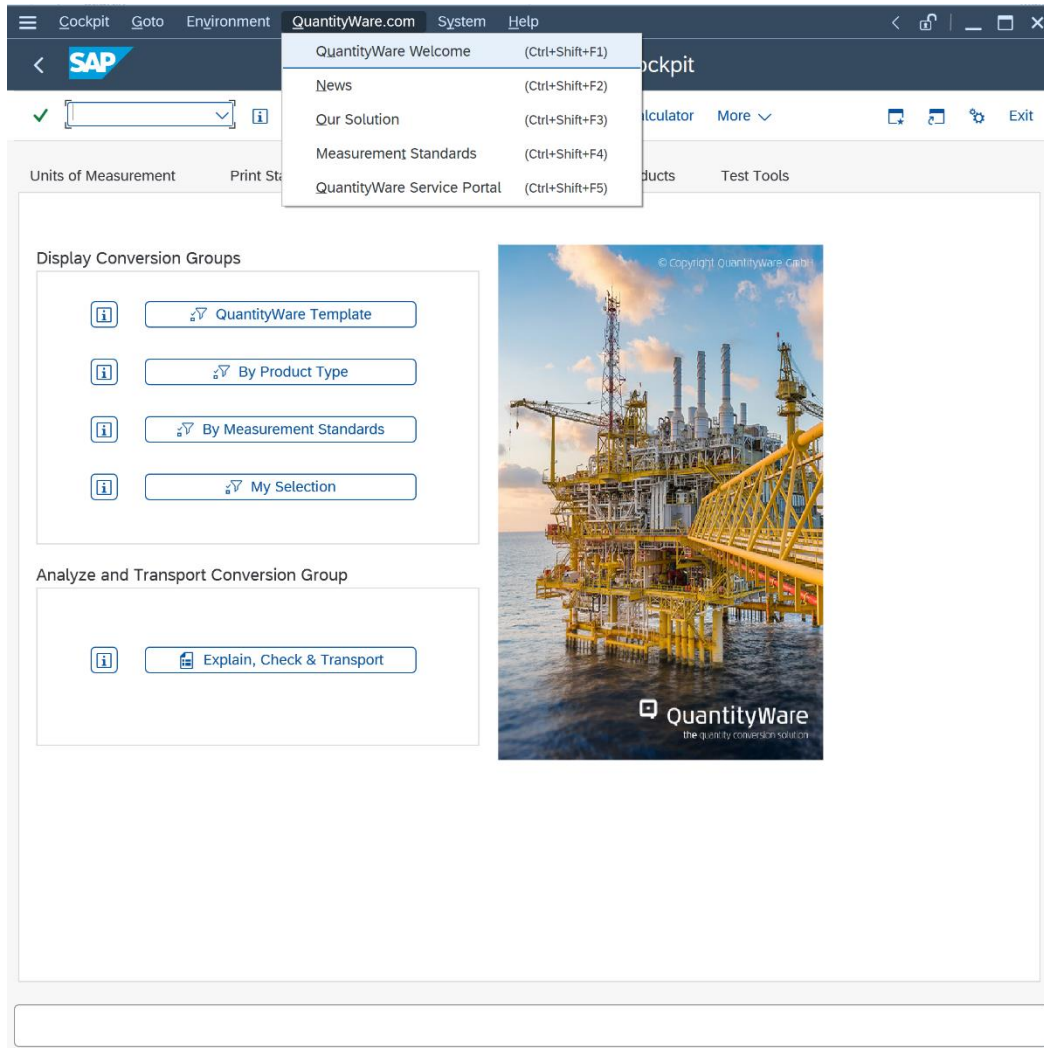 Cockpit Goto Environment QuantityWare.com System Help
SAP
ockpit
lculator More Exit
QuantityWare Welcome (Ctrl+Shift+F1)
News (Ctrl+Shift+F2)
Our Solution (Ctrl+Shift+F3)
Measurement Standards (Ctrl+Shift+F4)
QuantityWare Service Portal (Ctrl+Shift+F5)
Units of Measurement Print Sta ducts Test Tools
Display Conversion Groups
QuantityWare Template
By Product Type
By Measurement Standards
My Selection
Analyze and Transport Conversion Group
Explain, Check & Transport
© Copyright QuantityWare GmbH
QuantityWare
the quantity conversion solution